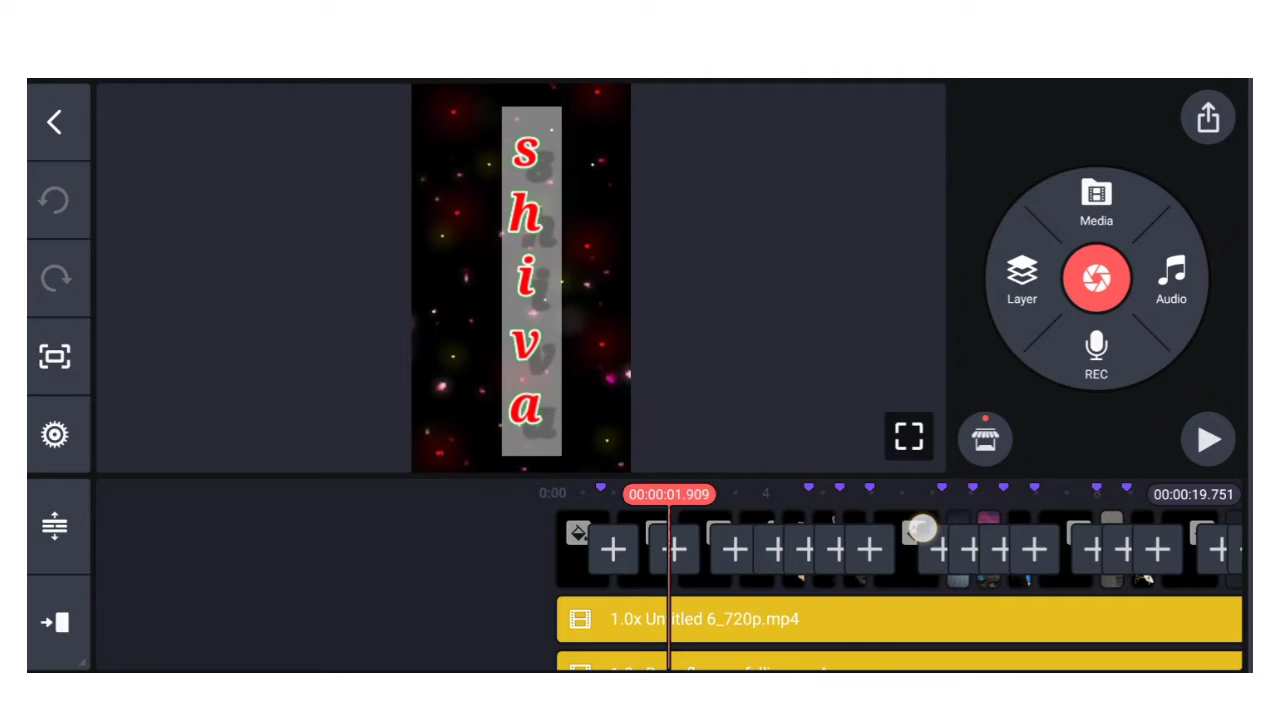 s
h
i
v
a
Media
Layer
Audio
REC
0:00
00:00:01.909
4
8
00:00:19.751
1.0x Untitled 6_720p.mp4